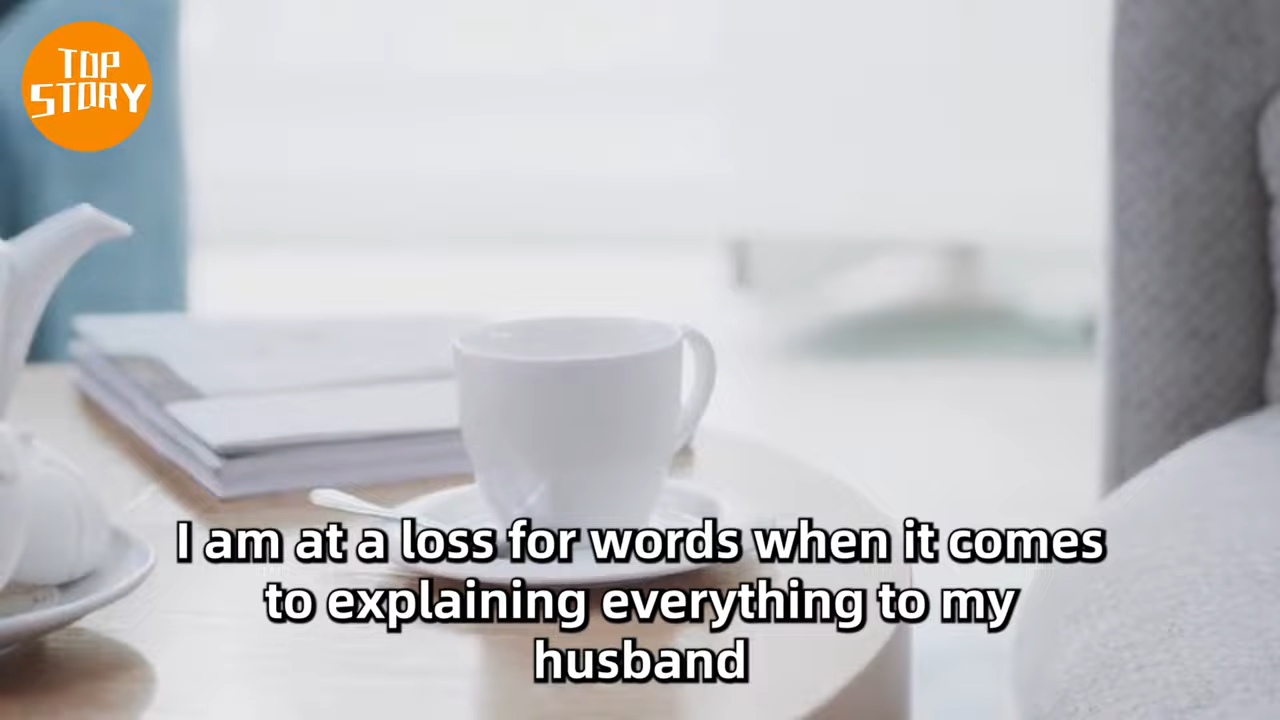 TOP
STORY
I am at a loss for words when it comes
to explaining everything to my
husband